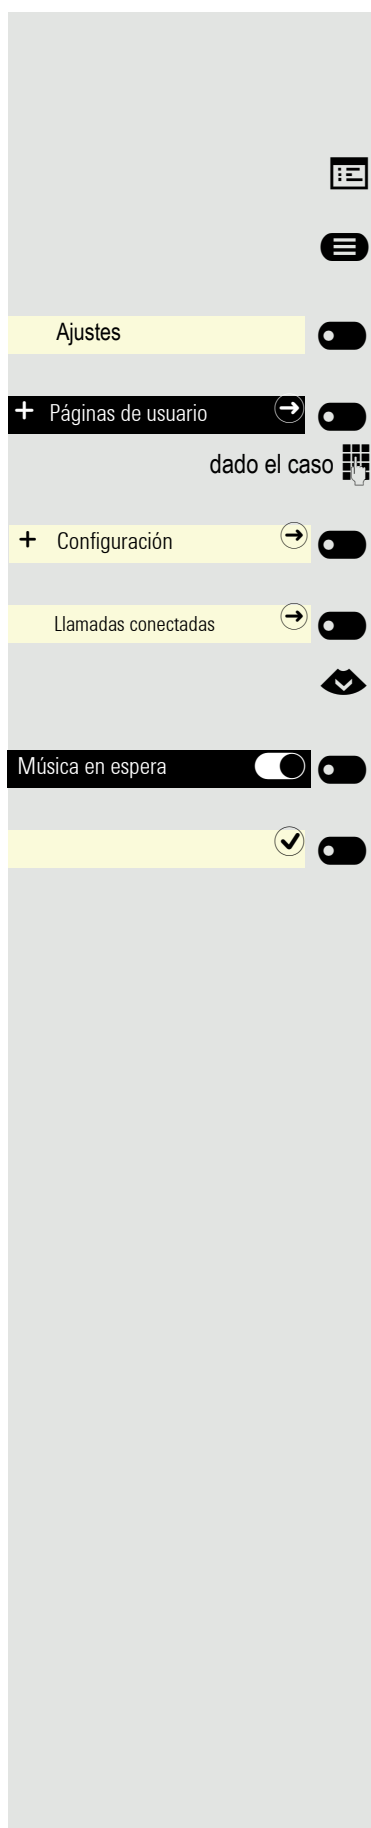 Ajustes
+ Páginas de usuario
dado el caso
+ Configuración
Llamadas conectadas
Música en espera